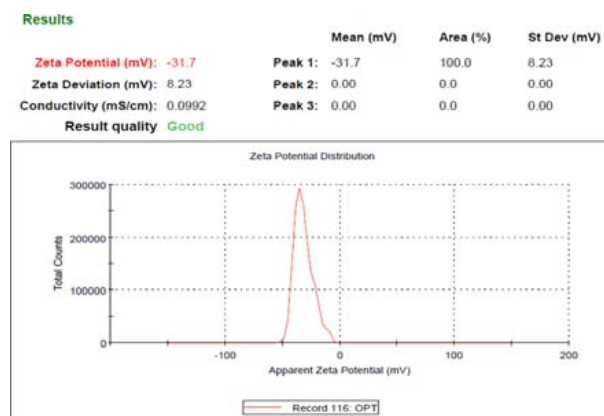 Results
Mean (mV) Area (%) St Dev (mV)
Zeta Potential (mV): -31.7 Peak 1: -31.7 100.0 8.23
Zeta Deviation (mV): 8.23 Peak 2: 0.00 0.0 0.00
Conductivity (mS/cm): 0.0992 Peak 3: 0.00 0.0 0.00
Result quality Good
Zeta Potential Distribution
300000
200000
100000
0
Total Counts
-100 0 100 200
Apparent Zeta Potential (mV)
Record 116: OPT